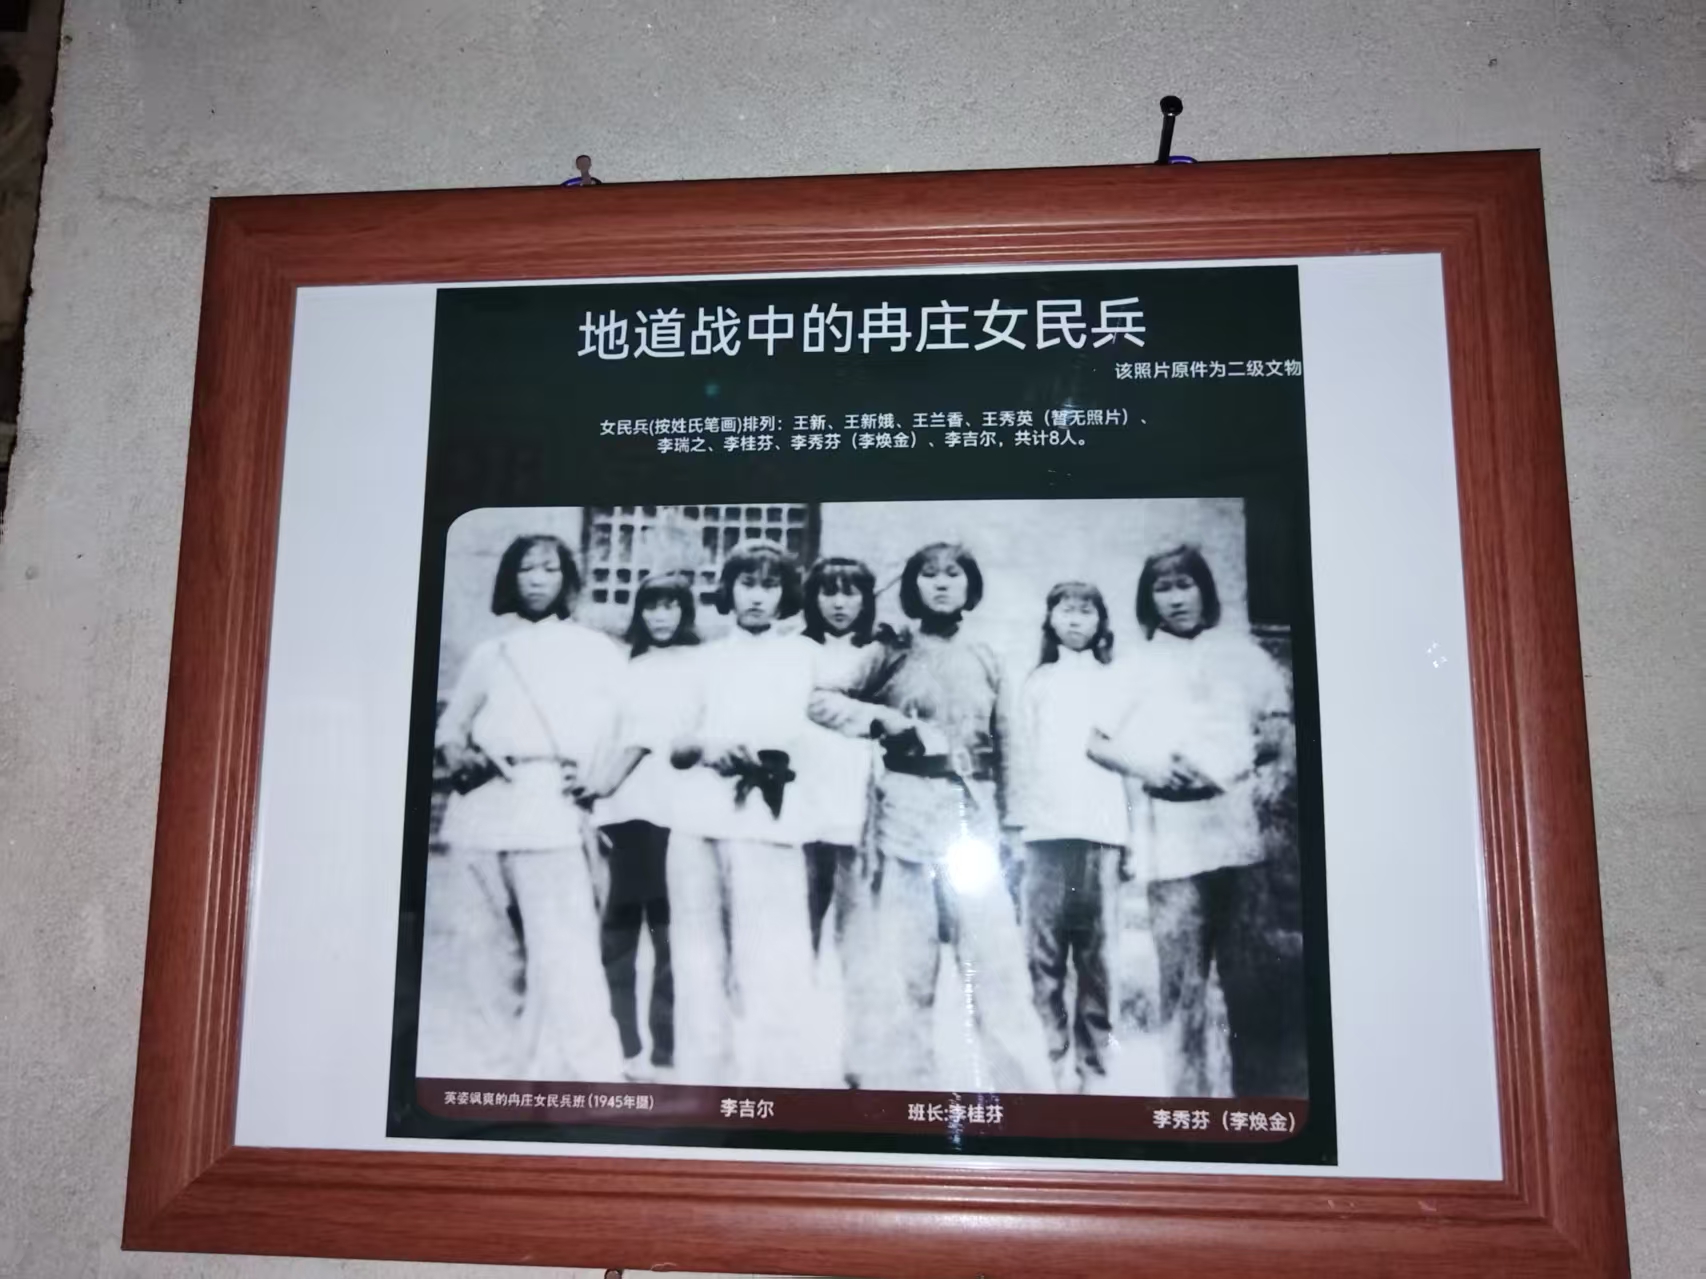 地道战中的冉庄女民兵
该照片原件为二级文物
女民兵(按姓氏笔画)排列：王新、王新娥、王兰香、王秀英（暂无照片）、
李瑞之、李桂芬、李秀芬（李焕金）、李吉尔，共计8人。
英姿飒爽的冉庄女民兵班(1945年摄)
李吉尔
班长:李桂芬
李秀芬（李焕金）